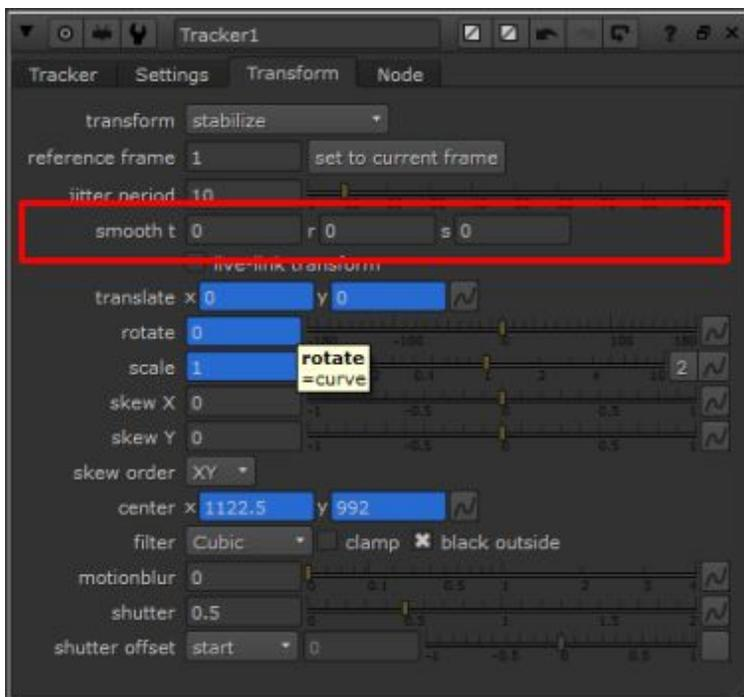 Tracker1 ? ×
Tracker Settings Transform Node
transform stabilize
reference frame 1 set to current frame
jitter period 10
smooth t 0 r 0 s 0
live-link transform
translate x 0 y 0
rotate 0 -100 0 100 180
scale 1 0.4 1 2 4 10 2
rotate
=curve
skew X 0 -1 -0.5 0 0.5 1
skew Y 0 -1 -0.5 0 0.5 1
skew order XY
center x 1122.5 y 992
filter Cubic clamp × black outside
motionblur 0 0 0.1 0.5 1 2 3 4
shutter 0.5 0 0.5 1 1.5 2
shutter offset start 0 -1 -0.5 0 0.5 1